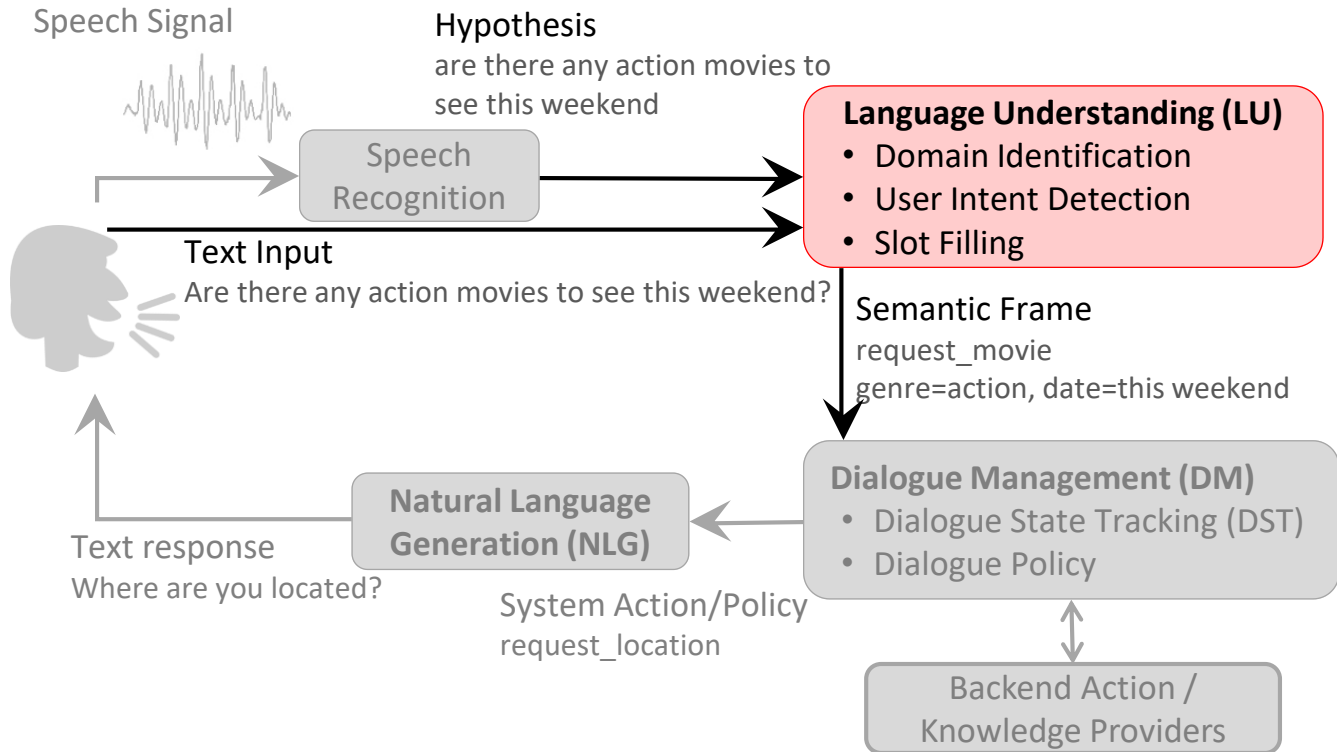 Speech Signal
Hypothesis
are there any action movies to
see this weekend
Speech
Recognition
Language Understanding (LU)
• Domain Identification
• User Intent Detection
• Slot Filling
Text Input
Are there any action movies to see this weekend?
Semantic Frame
request_movie
genre=action, date=this weekend
Dialogue Management (DM)
• Dialogue State Tracking (DST)
• Dialogue Policy
Natural Language
Generation (NLG)
Text response
Where are you located?
System Action/Policy
request_location
Backend Action /
Knowledge Providers